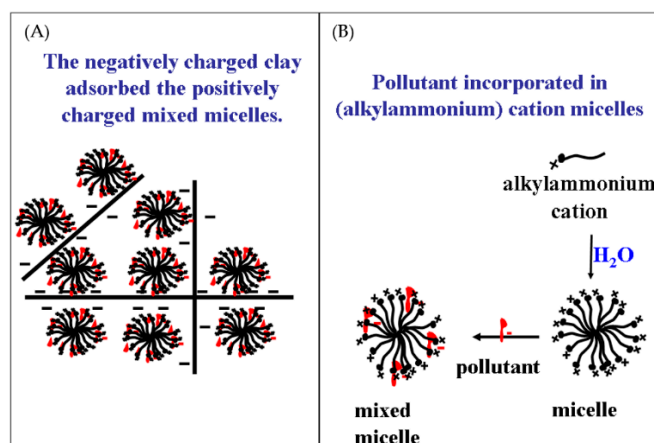 (A)
The negatively charged clay
adsorbed the positively
charged mixed micelles.
(B)
Pollutant incorporated in
(alkylammonium) cation micelles
alkylammonium
cation
H₂O
pollutant
mixed
micelle
micelle